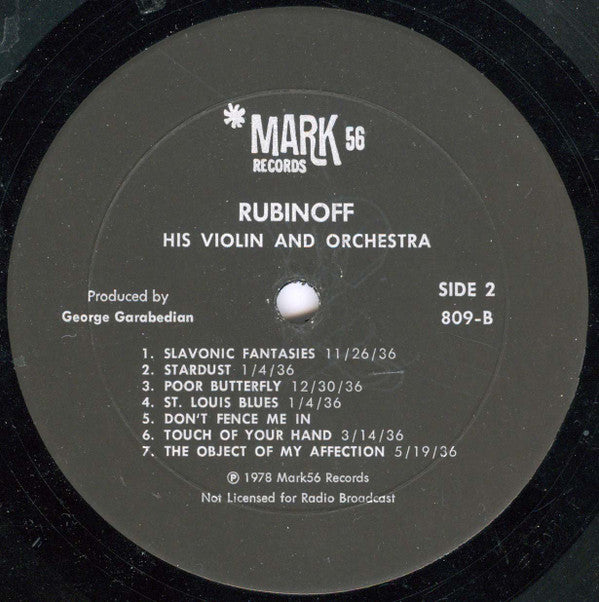 *MARK 56
RECORDS
RUBINOFF
HIS VIOLIN AND ORCHESTRA
Produced by
George Garabedian
SIDE 2
809-B
1. SLAVONIC FANTASIES 11/26/36
2. STARDUST 1/4/36
3. POOR BUTTERFLY 12/30/36
4. ST. LOUIS BLUES 1/4/36
5. DON'T FENCE ME IN
6. TOUCH OF YOUR HAND 3/14/36
7. THE OBJECT OF MY AFFECTION 5/19/36
℗ 1978 Mark56 Records
Not Licensed for Radio Broadcast